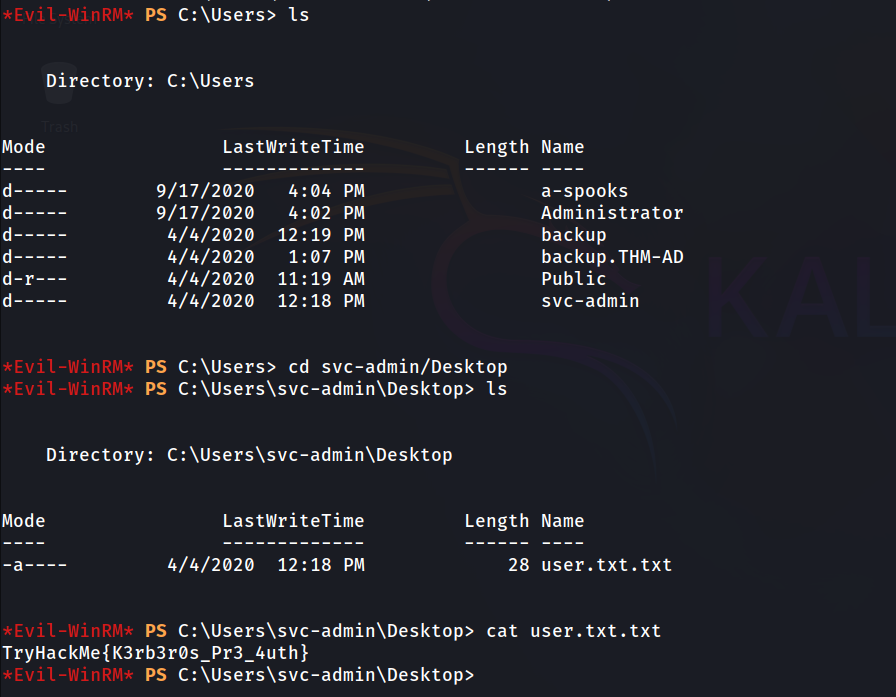 *Evil-WinRM* PS C:\Users> ls
Directory: C:\Users
Trash
Mode                LastWriteTime         Length Name
----                -------------         ------ ----
d-----        9/17/2020   4:04 PM                a-spooks
d-----        9/17/2020   4:02 PM                Administrator
d-----         4/4/2020  12:19 PM                backup
d-----         4/4/2020   1:07 PM                backup.THM-AD
d-r---         4/4/2020  11:19 AM                Public
d-----         4/4/2020  12:18 PM                svc-admin
KAL
*Evil-WinRM* PS C:\Users> cd svc-admin/Desktop
*Evil-WinRM* PS C:\Users\svc-admin\Desktop> ls
Directory: C:\Users\svc-admin\Desktop
Mode                LastWriteTime         Length Name
----                -------------         ------ ----
-a----         4/4/2020  12:18 PM             28 user.txt.txt
*Evil-WinRM* PS C:\Users\svc-admin\Desktop> cat user.txt.txt
TryHackMe{K3rb3r0s_Pr3_4uth}
*Evil-WinRM* PS C:\Users\svc-admin\Desktop>